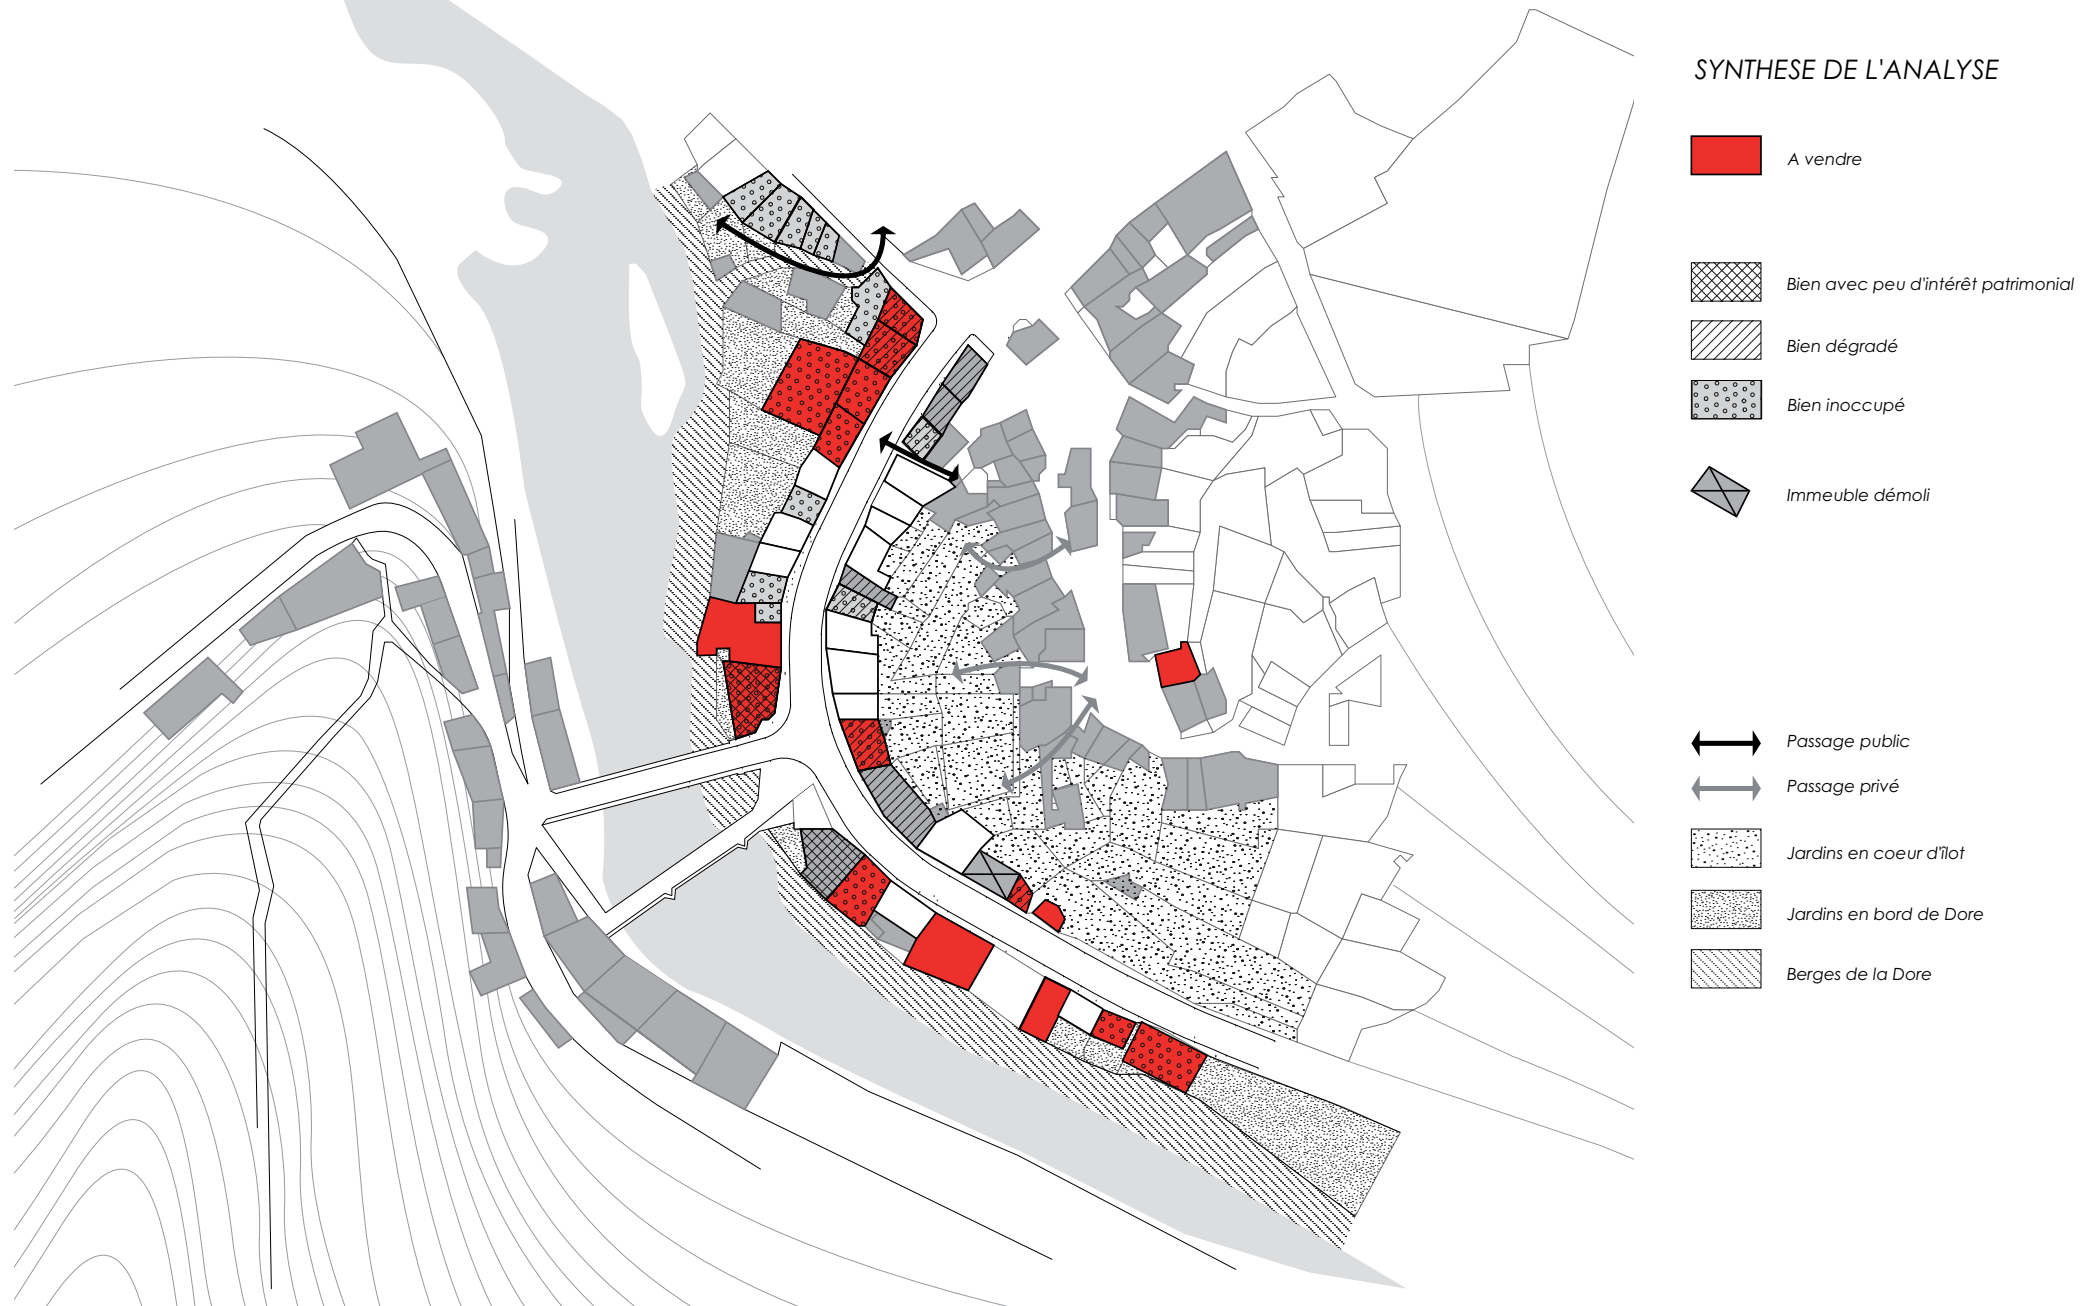 SYNTHESE DE L'ANALYSE
A vendre
Bien avec peu d'intérêt patrimonial
Bien dégradé
Bien inoccupé
Immeuble démoli
Passage public
Passage privé
Jardins en coeur d'îlot
Jardins en bord de Dore
Berges de la Dore